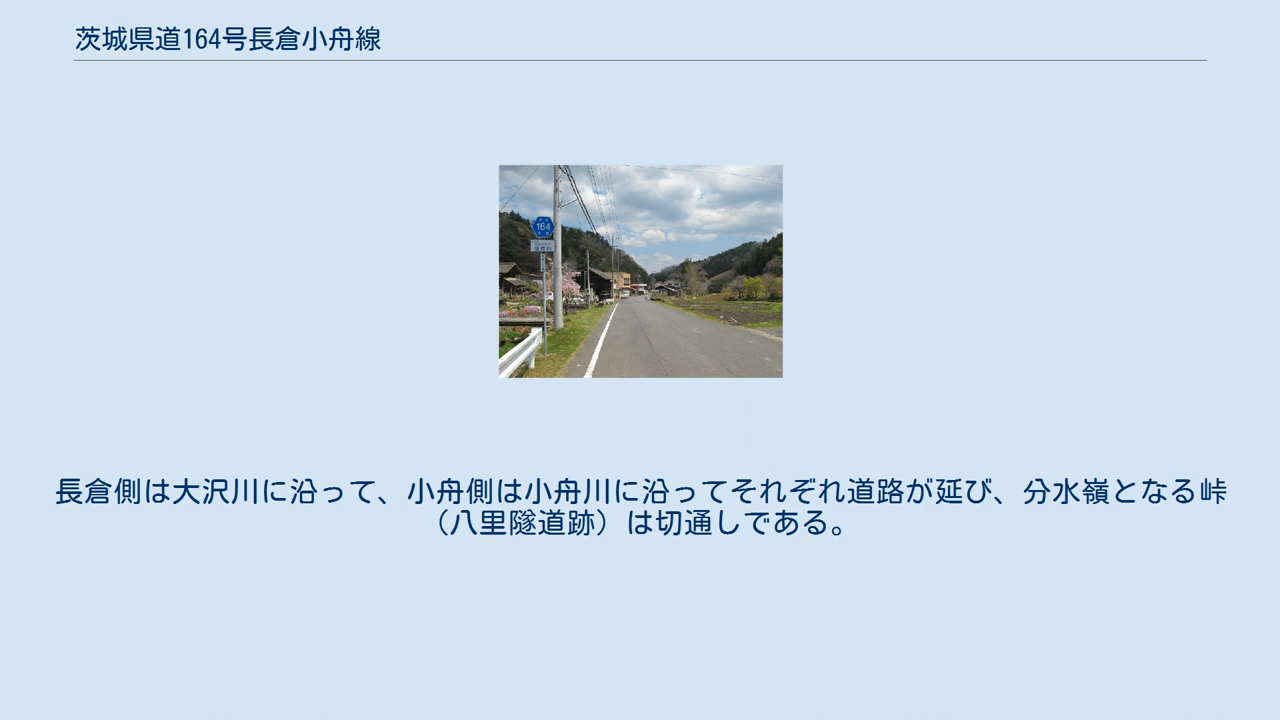 茨城県道164号長倉小舟線
164
長倉側は大沢川に沿って、小舟側は小舟川に沿ってそれぞれ道路が延び、分水嶺となる峠
（八里隧道跡）は切通しである。